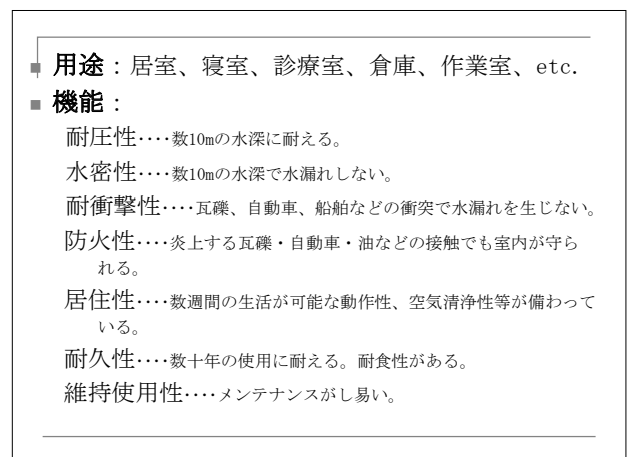 ■ 用途：居室、寝室、診療室、倉庫、作業室、etc.
■ 機能：
耐圧性････数10mの水深に耐える。
水密性････数10mの水深で水漏れしない。
耐衝撃性････瓦礫、自動車、船舶などの衝突で水漏れを生じない。
防火性････炎上する瓦礫・自動車・油などの接触でも室内が守ら
れる。
居住性････数週間の生活が可能な動作性、空気清浄性等が備わって
いる。
耐久性････数十年の使用に耐える。耐食性がある。
維持使用性････メンテナンスがし易い。